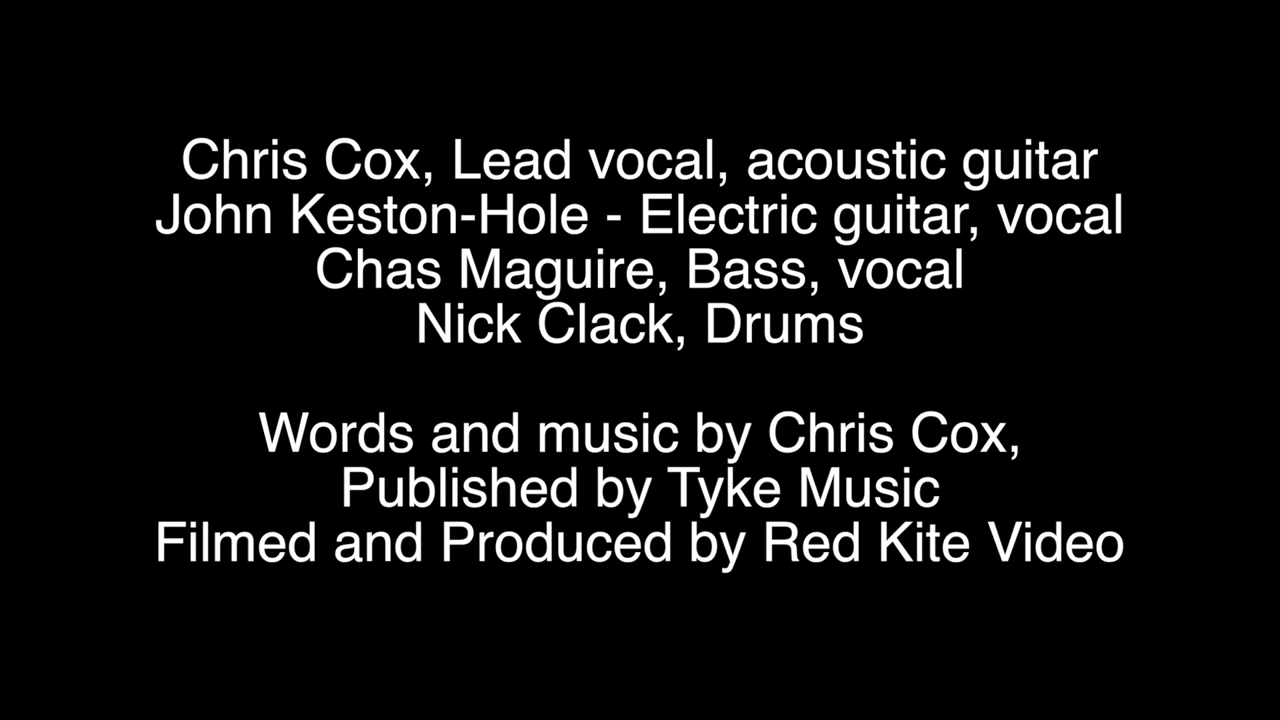 Chris Cox, Lead vocal, acoustic guitar
John Keston-Hole - Electric guitar, vocal
Chas Maguire, Bass, vocal
Nick Clack, Drums
Words and music by Chris Cox,
Published by Tyke Music
Filmed and Produced by Red Kite Video